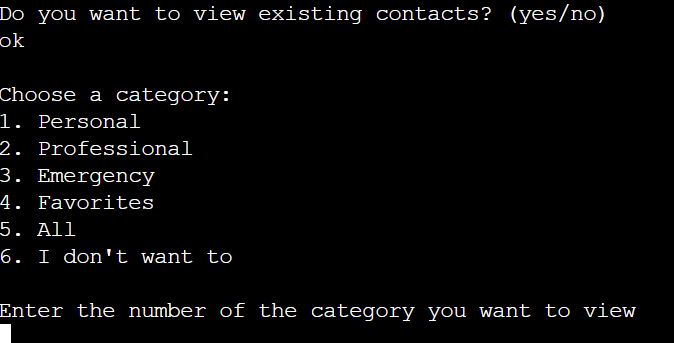 Do you want to view existing contacts? (yes/no)
ok
Choose a category:
1. Personal
2. Professional
3. Emergency
4. Favorites
5. All
6. I don't want to
Enter the number of the category you want to view